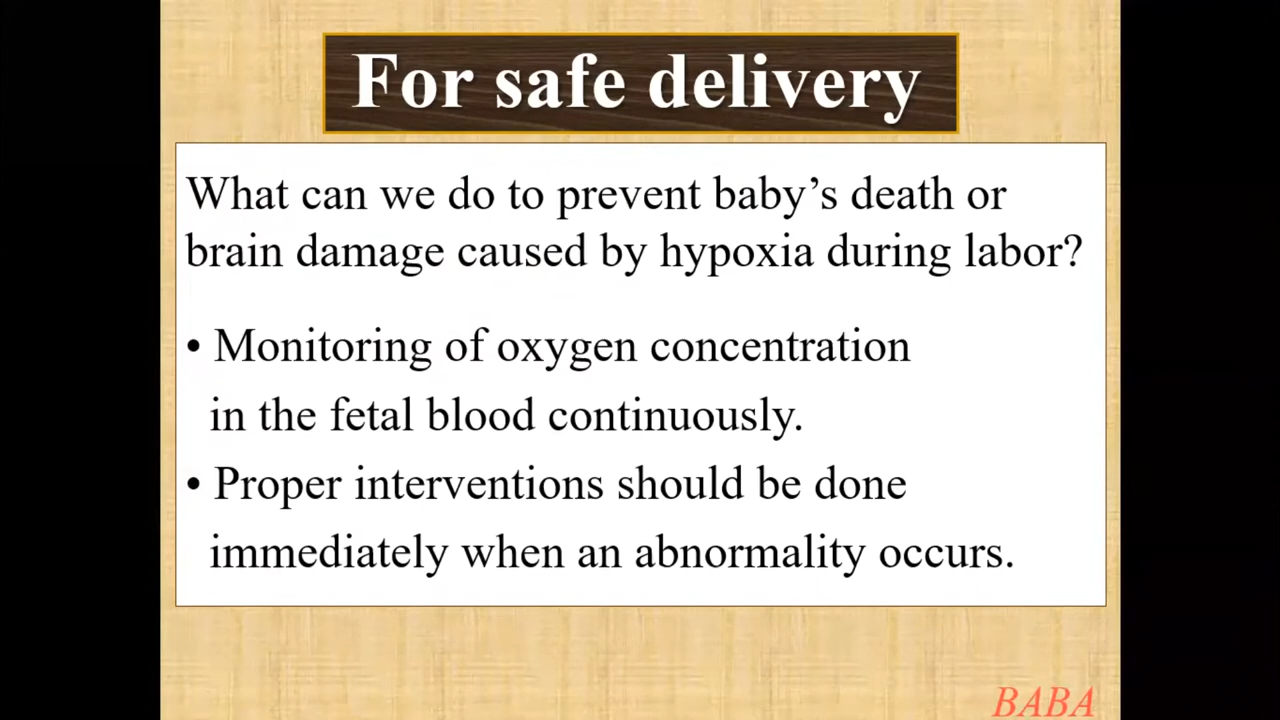 For safe delivery
What can we do to prevent baby’s death or
brain damage caused by hypoxia during labor?
• Monitoring of oxygen concentration
in the fetal blood continuously.
• Proper interventions should be done
immediately when an abnormality occurs.
BABA